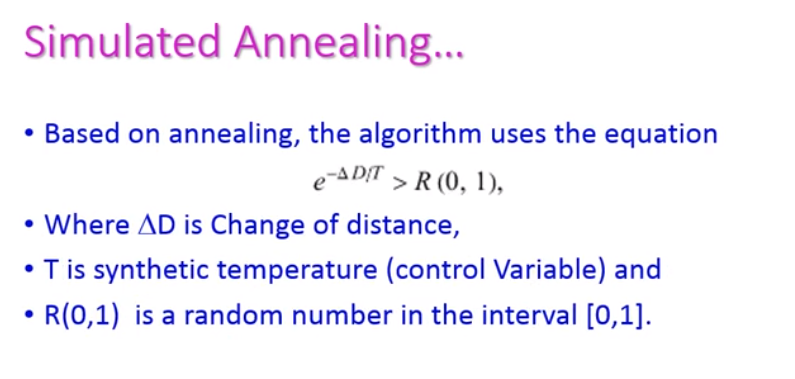 Simulated Annealing...
• Based on annealing, the algorithm uses the equation
e^{-ΔD/T} > R (0, 1),
• Where ΔD is Change of distance,
• T is synthetic temperature (control Variable) and
• R(0,1) is a random number in the interval [0,1].